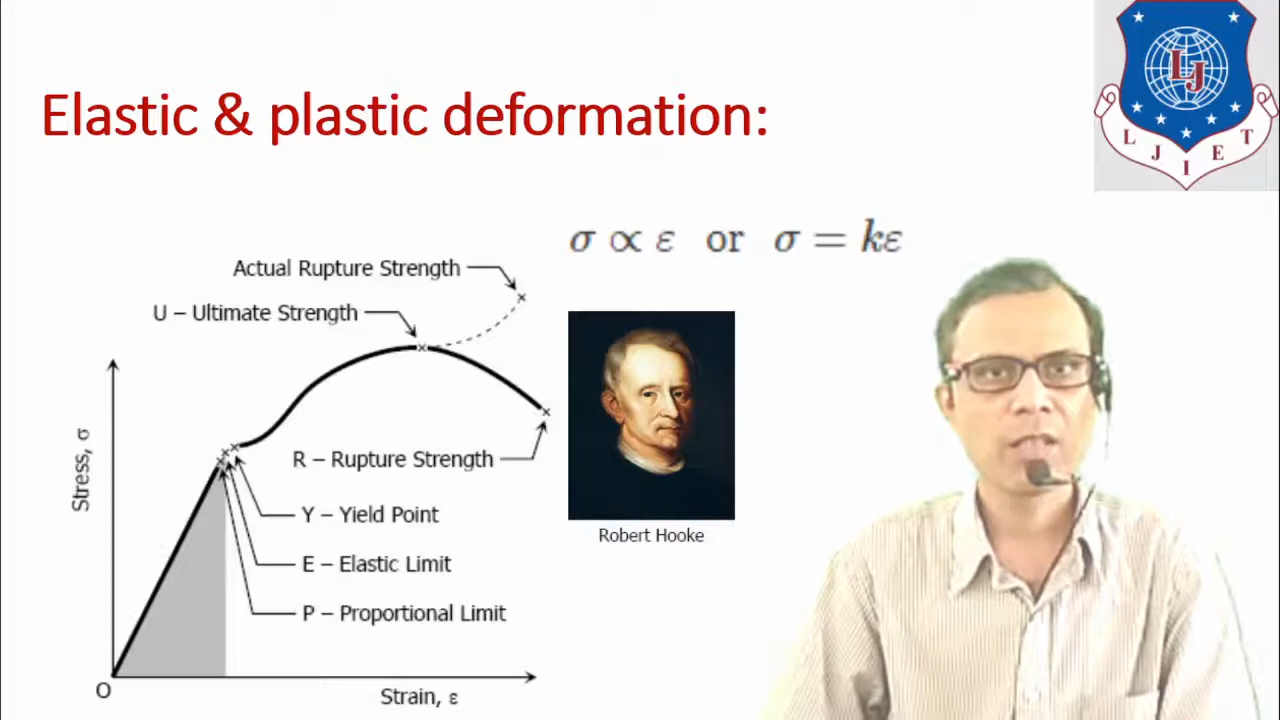 Elastic & plastic deformation:
LJ
L J I E T
σ ∝ ε or σ = kε
Actual Rupture Strength
U – Ultimate Strength
R – Rupture Strength
Y – Yield Point
E – Elastic Limit
P – Proportional Limit
Stress, σ
O
Strain, ε
Robert Hooke